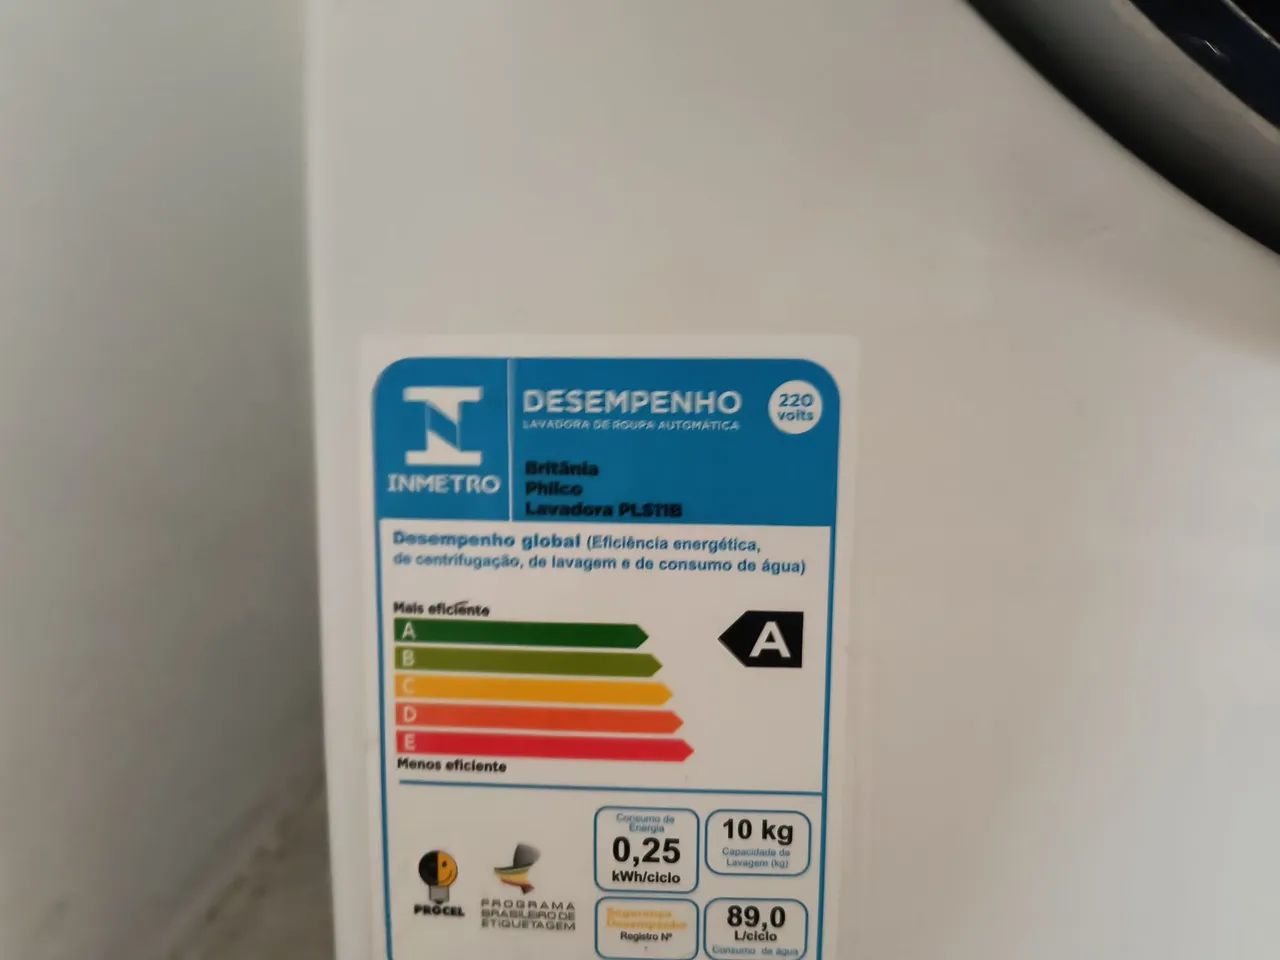 INMETRO
DESEMPENHO
LAVADORA DE ROUPA AUTOMÁTICA
220
volts
Britânia
Philco
Lavadora PLS11B
Desempenho global (Eficiência energética,
de centrifugação, de lavagem e de consumo de água)
Mais eficiente
A
B
C
D
E
Menos eficiente
A
PROCEL
PROGRAMA
BRASILEIRO DE
ETIQUETAGEM
Consumo de
Energia
0,25
kWh/ciclo
10 kg
Capacidade de
Lavagem (kg)
Segurança
Desempenho
Registro Nº
89,0
L/ciclo
Consumo de água